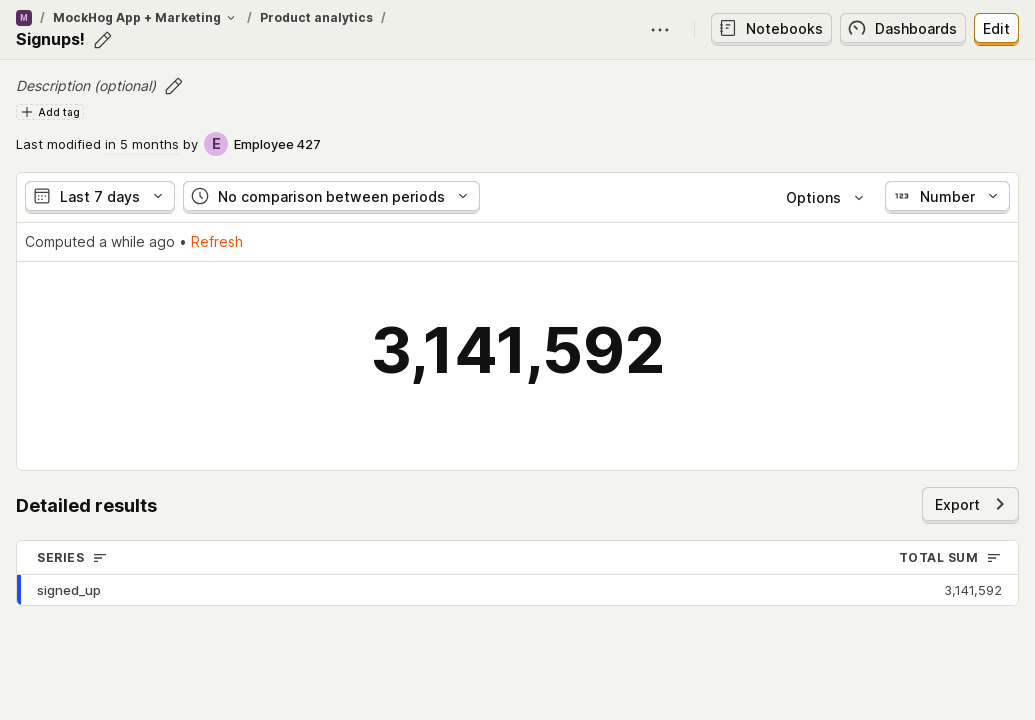 M / MockHog App + Marketing / Product analytics /
Signups!
Notebooks Dashboards Edit
Description (optional)
Add tag
Last modified in 5 months by E Employee 427
Last 7 days No comparison between periods Options 123 Number
Computed a while ago • Refresh
3,141,592
Detailed results
Export
SERIES TOTAL SUM
signed_up 3,141,592